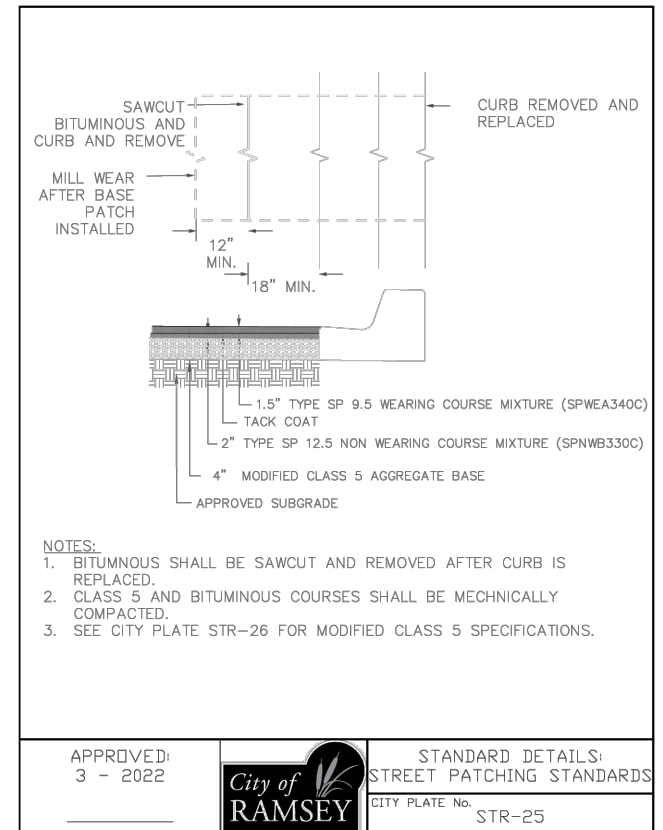 SAWCUT
BITUMINOUS AND
CURB AND REMOVE
CURB REMOVED AND
REPLACED
MILL WEAR
AFTER BASE
PATCH
INSTALLED
12"
MIN.
18" MIN.
1.5" TYPE SP 9.5 WEARING COURSE MIXTURE (SPWEA340C)
TACK COAT
2" TYPE SP 12.5 NON WEARING COURSE MIXTURE (SPNWB330C)
4" MODIFIED CLASS 5 AGGREGATE BASE
APPROVED SUBGRADE
NOTES:
1. BITUMNOUS SHALL BE SAWCUT AND REMOVED AFTER CURB IS
REPLACED.
2. CLASS 5 AND BITUMINOUS COURSES SHALL BE MECHNICALLY
COMPACTED.
3. SEE CITY PLATE STR-26 FOR MODIFIED CLASS 5 SPECIFICATIONS.
APPROVED:
3 - 2022
City of
RAMSEY
STANDARD DETAILS:
STREET PATCHING STANDARDS
CITY PLATE No.
STR-25